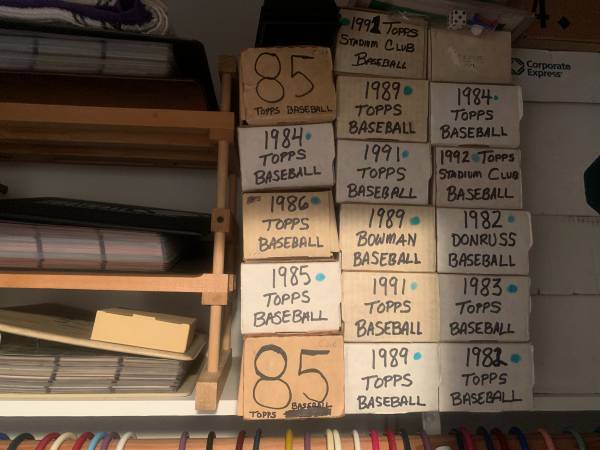 85
TOPPS BASEBALL
1984
TOPPS
BASEBALL
1986
TOPPS
BASEBALL
1985
TOPPS
BASEBALL
85
TOPPS BASEBALL
1991 TOPPS
STADIUM CLUB
BASEBALL
1989
TOPPS
BASEBALL
1991
TOPPS
BASEBALL
1989
BOWMAN
BASEBALL
1991
TOPPS
BASEBALL
1989
TOPPS
BASEBALL
1984
TOPPS
BASEBALL
1992 TOPPS
STADIUM CLUB
BASEBALL
1982
DONRUSS
BASEBALL
1983
TOPPS
BASEBALL
1982
TOPPS
BASEBALL
Corporate
Express